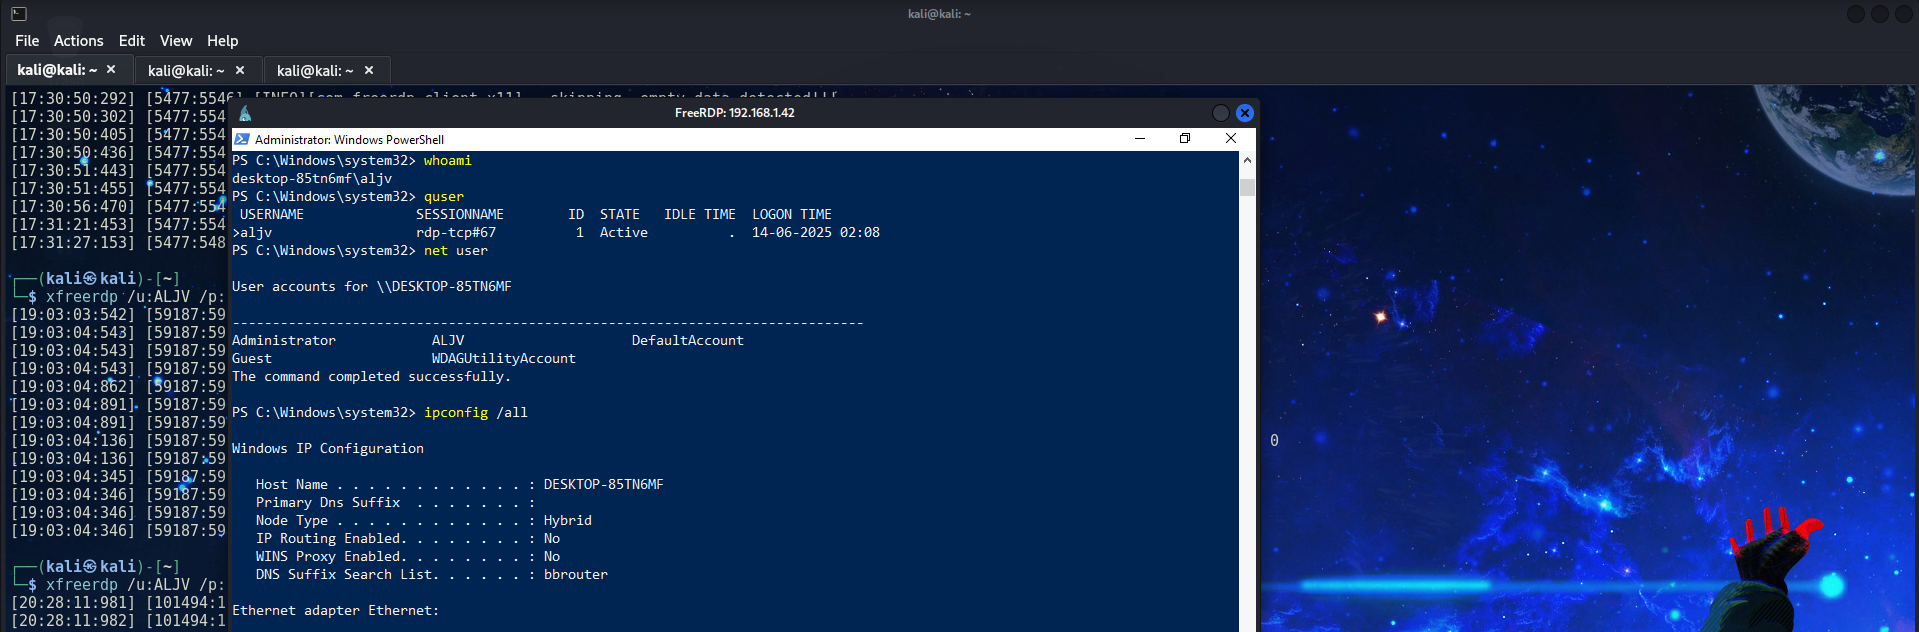 kali@kali: ~
File Actions Edit View Help
kali@kali: ~ × kali@kali: ~ × kali@kali: ~ ×
[17:30:50:292] [5477:5546] [INFO][com.freerdp.client.x11] - skipping, empty data detected!!!
[17:30:50:302] [5477:554
[17:30:50:405] [5477:554
[17:30:50:436] [5477:554
[17:30:51:443] [5477:554
[17:30:51:455] [5477:554
[17:30:56:470] [5477:554
[17:31:21:453] [5477:554
[17:31:27:153] [5477:548
┌──(kali㉿kali)-[~]
└─$ xfreerdp /u:ALJV /p:
[19:03:03:542] [59187:59
[19:03:04:543] [59187:59
[19:03:04:543] [59187:59
[19:03:04:543] [59187:59
[19:03:04:862] [59187:59
[19:03:04:891] [59187:59
[19:03:04:891] [59187:59
[19:03:04:136] [59187:59
[19:03:04:136] [59187:59
[19:03:04:345] [59187:59
[19:03:04:346] [59187:59
[19:03:04:346] [59187:59
[19:03:04:346] [59187:59
┌──(kali㉿kali)-[~]
└─$ xfreerdp /u:ALJV /p:
[20:28:11:981] [101494:1
[20:28:11:982] [101494:1
FreeRDP: 192.168.1.42
Administrator: Windows PowerShell
PS C:\Windows\system32> whoami
desktop-85tn6mf\aljv
PS C:\Windows\system32> quser
USERNAME SESSIONNAME ID STATE IDLE TIME LOGON TIME
>aljv rdp-tcp#67 1 Active . 14-06-2025 02:08
PS C:\Windows\system32> net user
User accounts for \\DESKTOP-85TN6MF
-------------------------------------------------------------------------------
Administrator ALJV DefaultAccount
Guest WDAGUtilityAccount
The command completed successfully.
PS C:\Windows\system32> ipconfig /all
Windows IP Configuration
Host Name . . . . . . . . . . . . : DESKTOP-85TN6MF
Primary Dns Suffix . . . . . . . :
Node Type . . . . . . . . . . . . : Hybrid
IP Routing Enabled. . . . . . . . : No
WINS Proxy Enabled. . . . . . . . : No
DNS Suffix Search List. . . . . . : bbrouter
Ethernet adapter Ethernet:
0